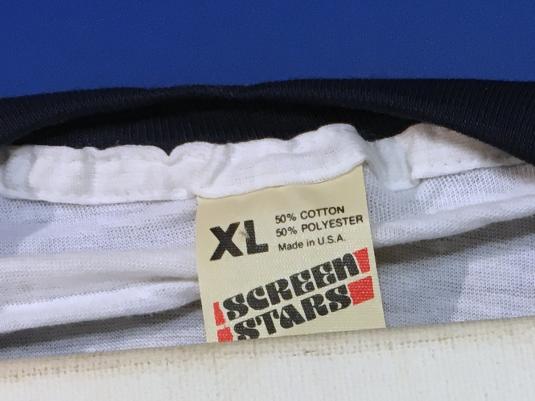 XL
50% COTTON
50% POLYESTER
Made in U.S.A.
SCREEN
STARS